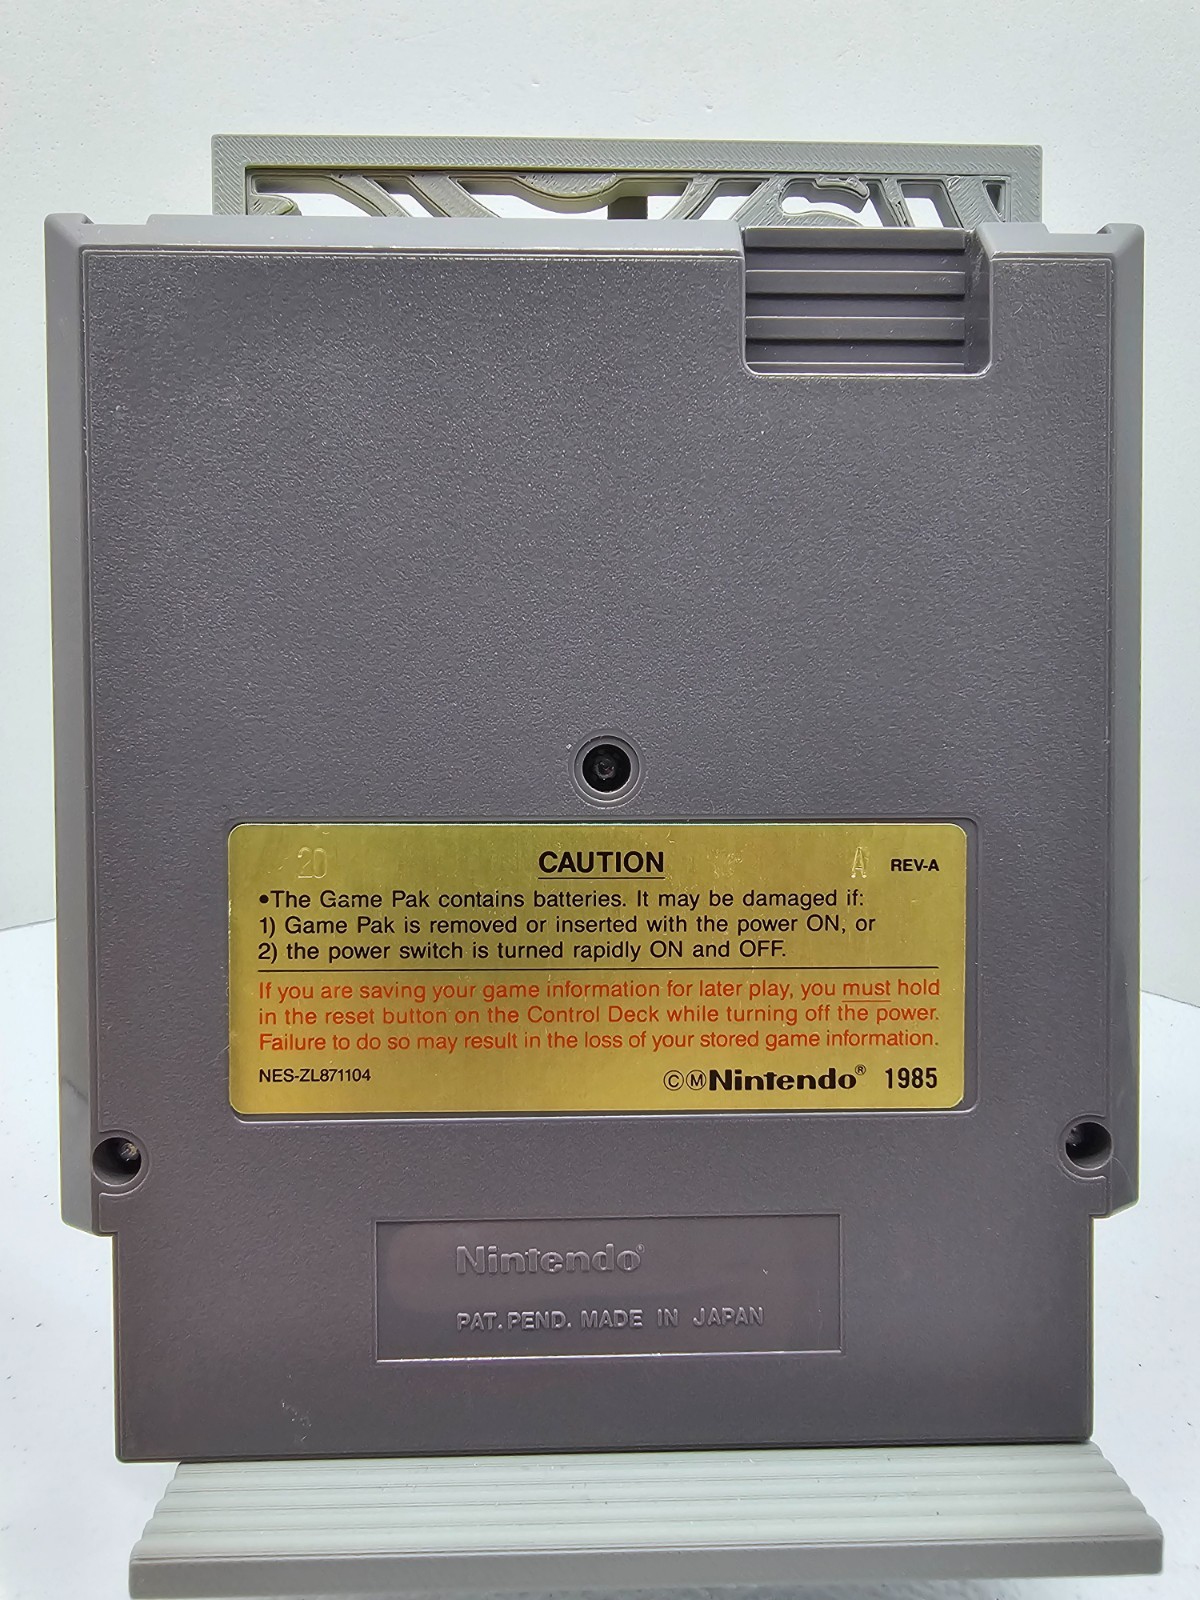 20 CAUTION A REV-A
•The Game Pak contains batteries. It may be damaged if:
1) Game Pak is removed or inserted with the power ON, or
2) the power switch is turned rapidly ON and OFF.
If you are saving your game information for later play, you must hold
in the reset button on the Control Deck while turning off the power.
Failure to do so may result in the loss of your stored game information.
NES-ZL871104 ©ⓂNintendo® 1985
Nintendo®
PAT. PEND. MADE IN JAPAN